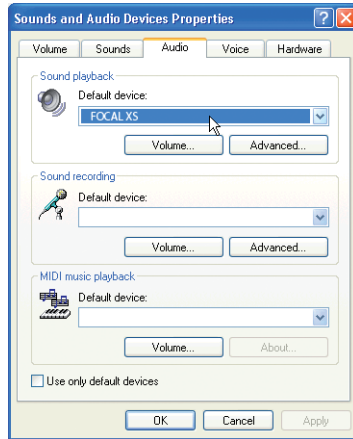 Sounds and Audio Devices Properties
Volume Sounds Audio Voice Hardware
Sound playback
Default device:
FOCAL XS
Volume... Advanced...
Sound recording
Default device:
Volume... Advanced...
MIDI music playback
Default device:
Volume... About...
Use only default devices
OK Cancel Apply